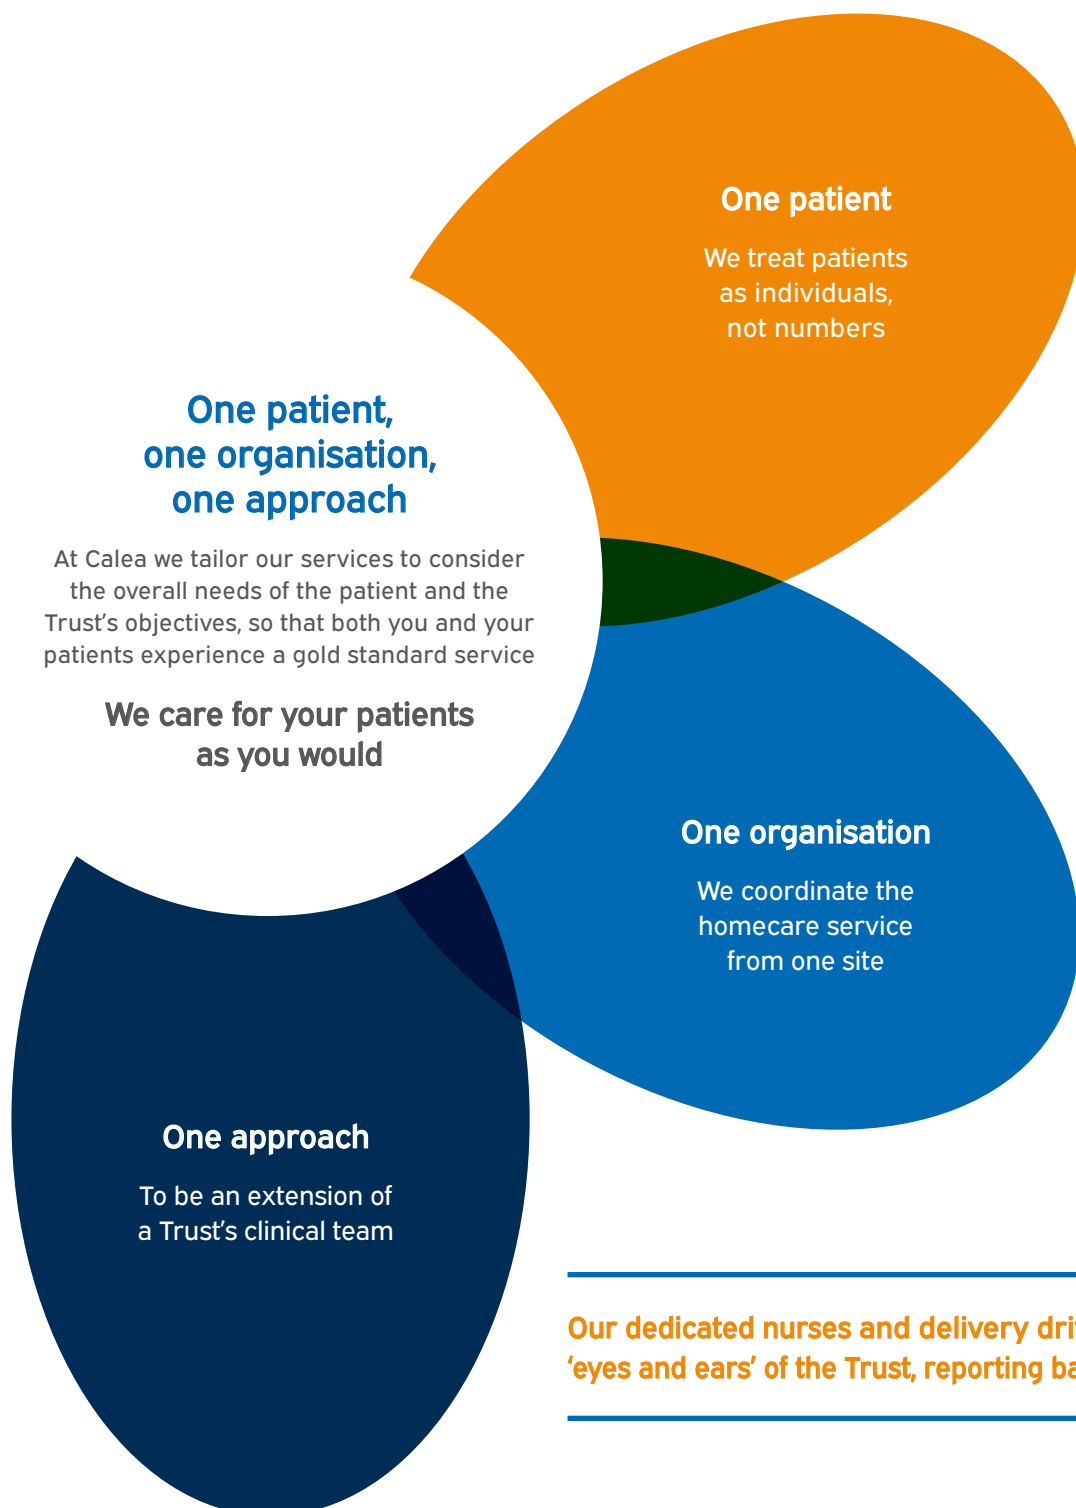 One patient
We treat patients
as individuals,
not numbers
One patient,
one organisation,
one approach
At Calea we tailor our services to consider
the overall needs of the patient and the
Trust’s objectives, so that both you and your
patients experience a gold standard service
We care for your patients
as you would
One organisation
We coordinate the
homecare service
from one site
One approach
To be an extension of
a Trust’s clinical team
Our dedicated nurses and delivery
‘eyes and ears’ of the Trust, reporting